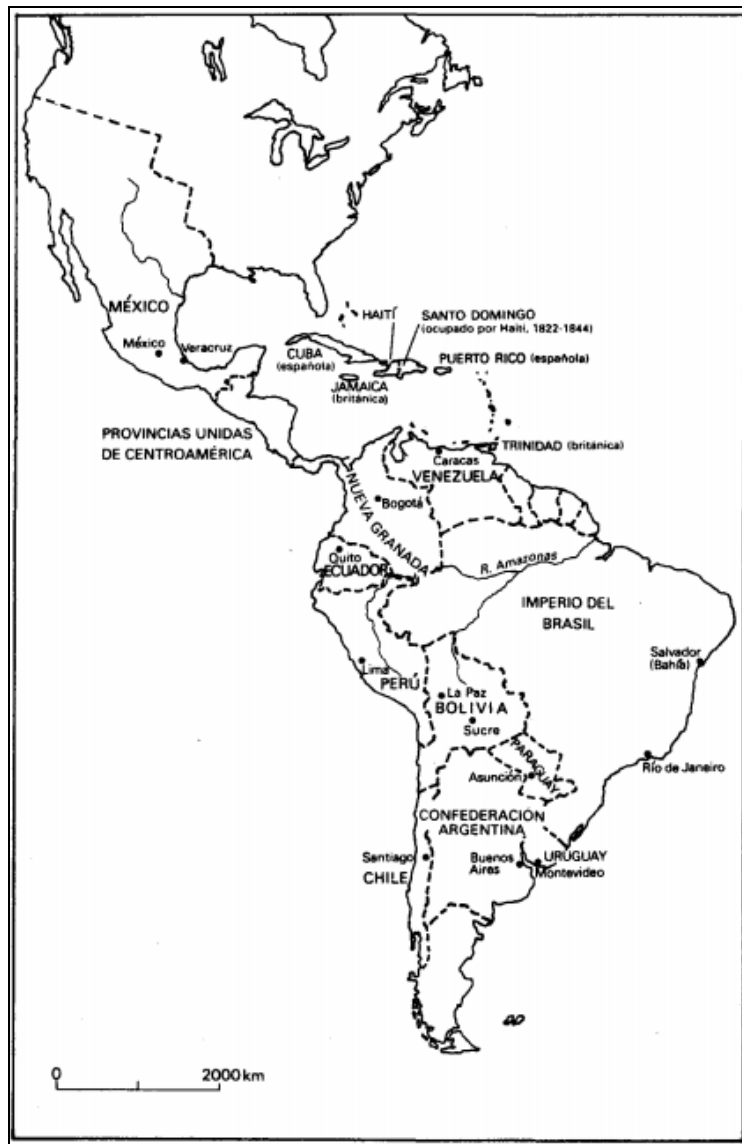 HAITÍ
SANTO DOMINGO
(ocupado por Haití, 1822-1844)
MÉXICO
México
Veracruz
CUBA
(española)
PUERTO RICO (española)
JAMAICA
(británica)
PROVINCIAS UNIDAS
DE CENTROAMÉRICA
TRINIDAD (británica)
Caracas
VENEZUELA
NUEVA GRANADA
Bogotá
Quito
ECUADOR
R. Amazonas
IMPERIO DEL
BRASIL
Salvador
(Bahía)
Lima
PERÚ
La Paz
BOLIVIA
Sucre
PARAGUAY
Asunción
Río de Janeiro
CONFEDERACIÓN
ARGENTINA
Santiago
CHILE
Buenos
Aires
URUGUAY
Montevideo
0
2000 km